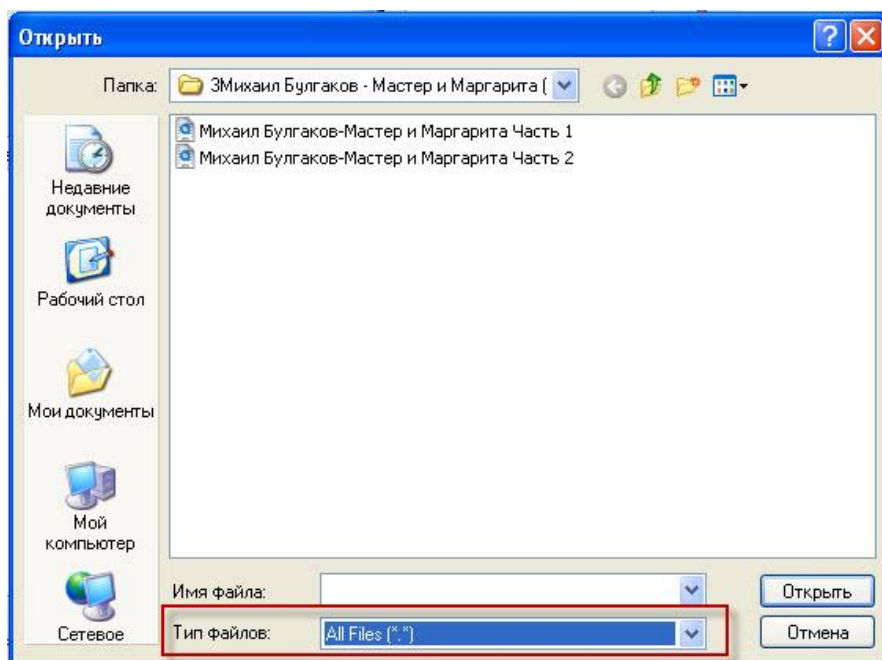 Открыть
Папка:
3Михаил Булгаков - Мастер и Маргарита (
Михаил Булгаков-Мастер и Маргарита Часть 1
Михаил Булгаков-Мастер и Маргарита Часть 2
Недавние
документы
Рабочий стол
Мои документы
Мой
компьютер
Сетевое
Имя файла:
Открыть
Тип файлов:
All Files (*.*)
Отмена